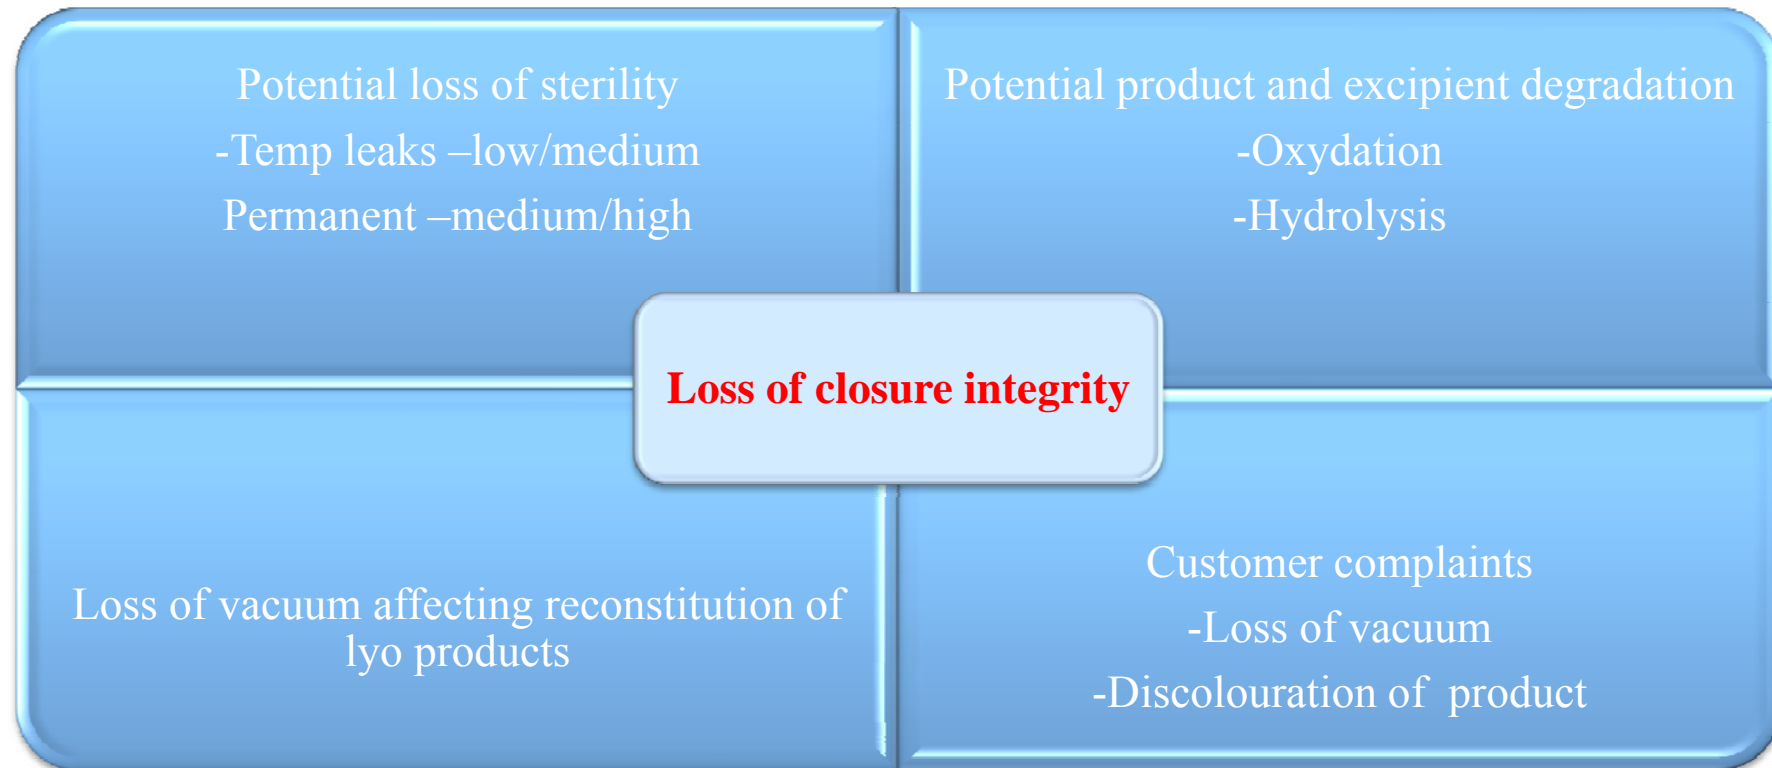 Potential loss of sterility
-Temp leaks –low/medium
Permanent –medium/high
Potential product and excipient degradation
-Oxydation
-Hydrolysis
Loss of closure integrity
Loss of vacuum affecting reconstitution of
lyo products
Customer complaints
-Loss of vacuum
-Discolouration of  product